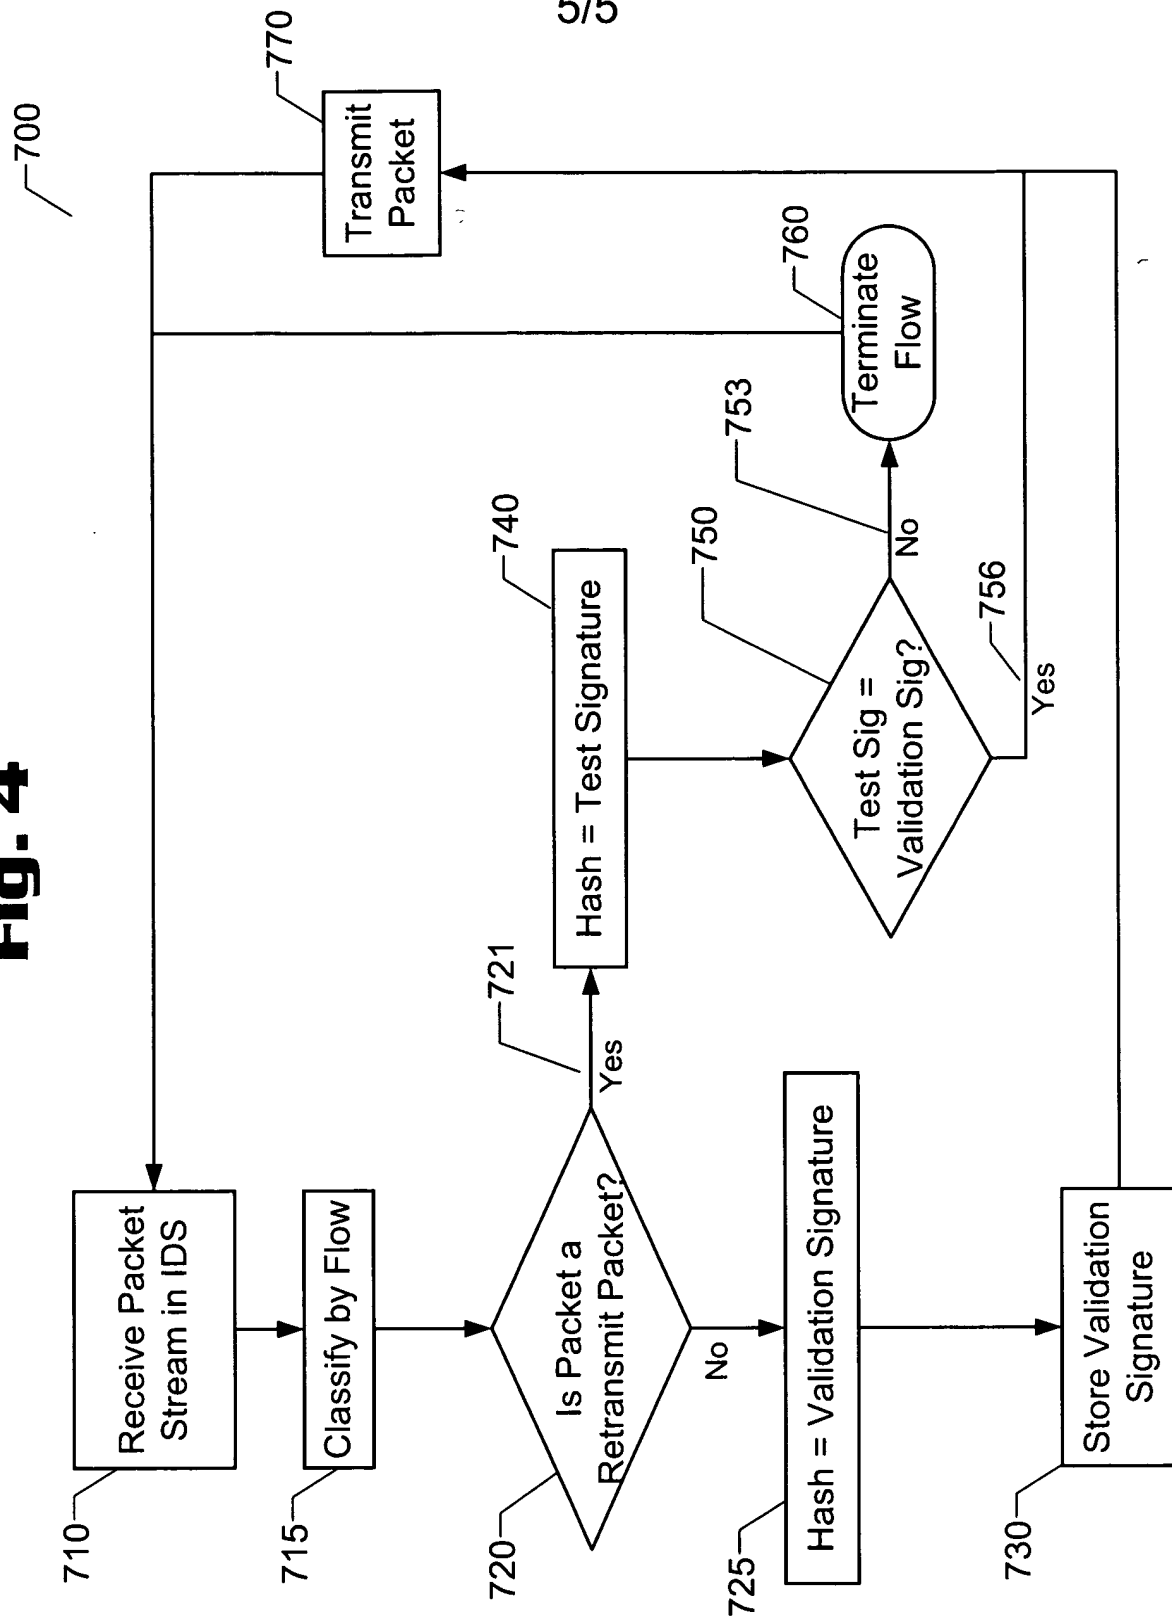 5/5
Fig. 4
700
710
Receive Packet
Stream in IDS
715
Classify by Flow
720
Is Packet a
Retransmit Packet?
721
Yes
No
725
Hash = Validation Signature
730
Store Validation
Signature
740
Hash = Test Signature
750
Test Sig =
Validation Sig?
753
No
756
Yes
760
Terminate
Flow
770
Transmit
Packet